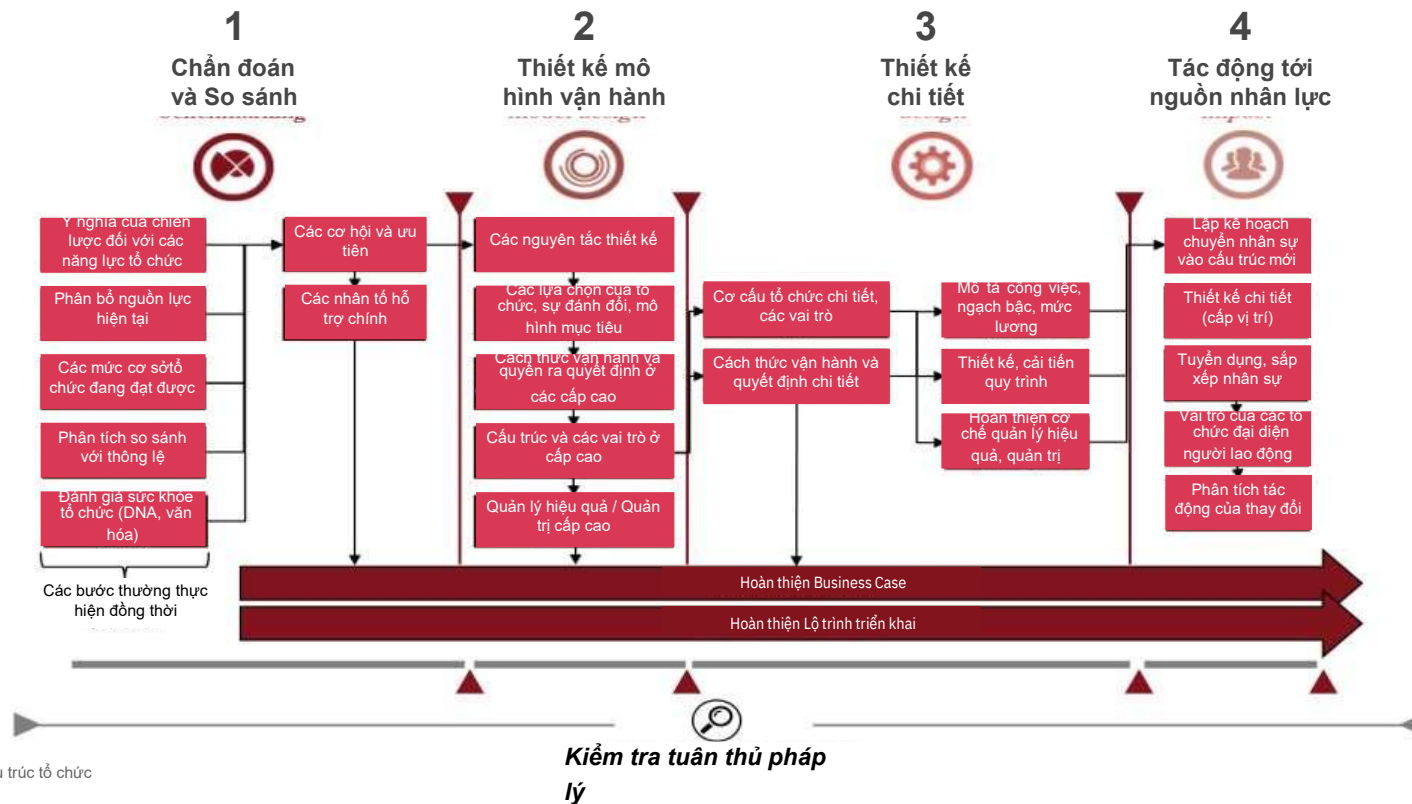 1
Chẩn đoán
và So sánh
2
Thiết kế mô
hình vận hành
3
Thiết kế
chi tiết
4
Tác động tới
nguồn nhân lực
Ý nghĩa của chiến
lược đối với các
năng lực tổ chức
Phân bổ nguồn lực
hiện tại
Các mức cơ sởtổ
chức đang đạt được
Phân tích so sánh
với thông lệ
Đánh giá sức khỏe
tổ chức (DNA, văn
hóa)
Các bước thường thực
hiện đồng thời
Các cơ hội và ưu
tiên
Các nhân tố hỗ
trợ chính
Các nguyên tắc thiết kế
Các lựa chọn của tổ
chức, sự đánh đổi, mô
hình mục tiêu
Cách thức vận hành và
quyền ra quyết định ở
các cấp cao
Cấu trúc và các vai trò ở
cấp cao
Quản lý hiệu quả / Quản
trị cấp cao
Cơ cấu tổ chức chi tiết,
các vai trò
Cách thức vận hành và
quyết định chi tiết
Mô tả công việc,
ngạch bậc, mức
lương
Thiết kế, cải tiến
quy trình
Hoàn thiện cơ
chế quản lý hiệu
quả, quản trị
Lập kế hoạch
chuyển nhân sự
vào cấu trúc mới
Thiết kế chi tiết
(cấp vị trí)
Tuyển dụng, sắp
xếp nhân sự
Vai trò của các tổ
chức đại diện
người lao động
Phân tích tác
động của thay đổi
Hoàn thiện Business Case
Hoàn thiện Lộ trình triển khai
Kiểm tra tuân thủ pháp
lý
trúc tổ chức